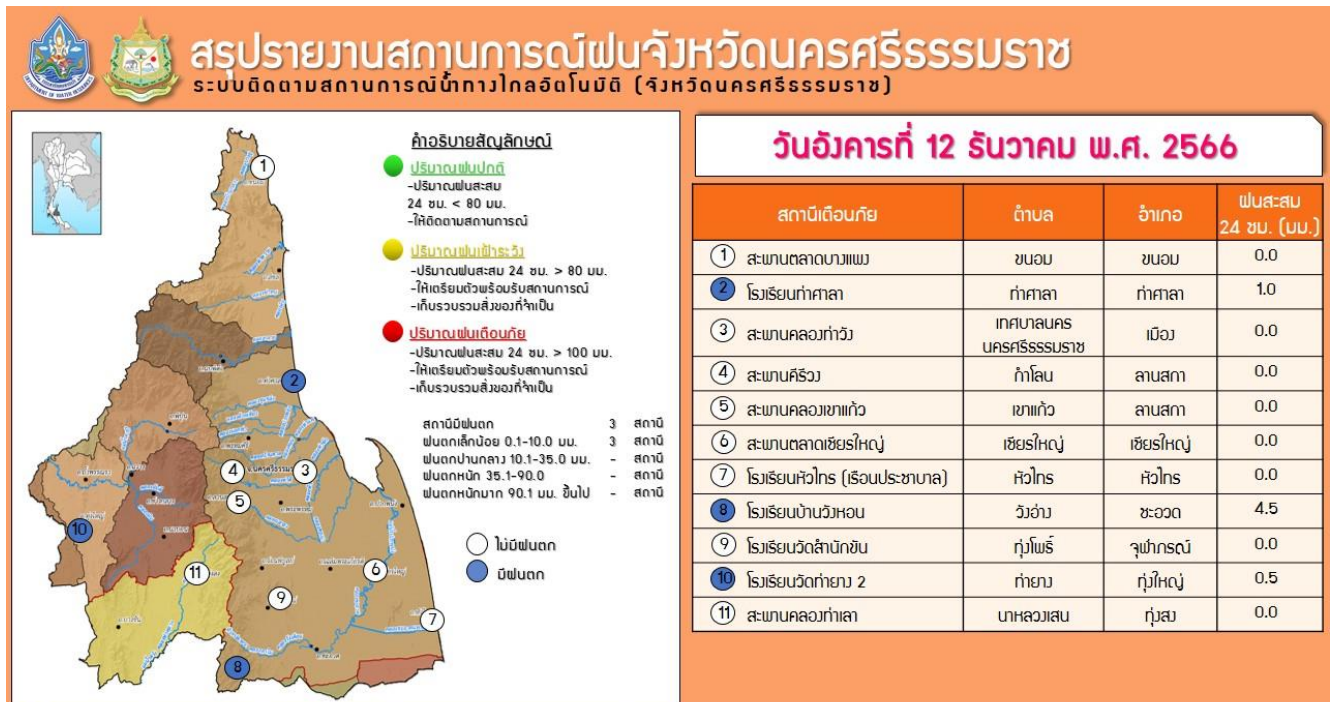 สรุปรายงานสถานการณ์ฝนจังหวัดนครศรีธรรมราช
ระบบติดตามสถานการณ์น้ำทางไกลอัตโนมัติ (จังหวัดนครศรีธรรมราช)
คำอธิบายสัญลักษณ์
ปริมาณฝนปกติ
-ปริมาณฝนสะสม
24 ชม. < 80 มม.
-ให้ติดตามสถานการณ์
ปริมาณฝนเฝ้าระวัง
-ปริมาณฝนสะสม 24 ชม. > 80 มม.
-ให้เตรียมตัวพร้อมรับสถานการณ์
-เก็บรวบรวมสิ่งของที่จำเป็น
ปริมาณฝนเตือนภัย
-ปริมาณฝนสะสม 24 ชม. > 100 มม.
-ให้เตรียมตัวพร้อมรับสถานการณ์
-เก็บรวบรวมสิ่งของที่จำเป็น
สถานีมีฝนตก 3 สถานี
ฝนตกเล็กน้อย 0.1-10.0 มม. 3 สถานี
ฝนตกปานกลาง 10.1-35.0 มม. - สถานี
ฝนตกหนัก 35.1-90.0 - สถานี
ฝนตกหนักมาก 90.1 มม. ขึ้นไป - สถานี
ไม่มีฝนตก
มีฝนตก
1
2
4
3
5
10
11
6
9
7
8
วันอังคารที่ 12 ธันวาคม พ.ศ. 2566
สถานีเตือนภัย ตำบล อำเภอ ฝนสะสม
24 ชม. (มม.)
1 สะพานตลาดบางแพง ขนอม ขนอม 0.0
2 โรงเรียนท่าศาลา ท่าศาลา ท่าศาลา 1.0
3 สะพานคลองท่าวัง เทศบาลนคร เมือง 0.0
นครศรีธรรมราช
4 สะพานคีรีวง กำโลน ลานสกา 0.0
5 สะพานคลองเขาแก้ว เขาแก้ว ลานสกา 0.0
6 สะพานตลาดเชียรใหญ่ เชียรใหญ่ เชียรใหญ่ 0.0
7 โรงเรียนหัวไทร (เรือนประชาบาล) หัวไทร หัวไทร 0.0
8 โรงเรียนบ้านวังหอน วังอ่าง ชะอวด 4.5
9 โรงเรียนวัดสำนักขัน ทุ่งโพธิ์ จุฬาภรณ์ 0.0
10 โรงเรียนวัดท่ายาง 2 ท่ายาง ทุ่งใหญ่ 0.5
11 สะพานคลองท่าเลา นาหลวงเสน ทุ่งสง 0.0